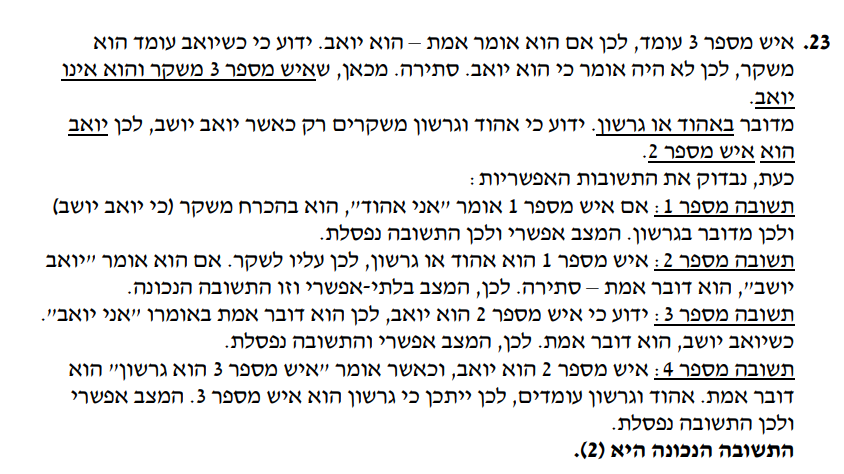 23. איש מספר 3 עומד, לכן אם הוא אומר אמת – הוא יואב. ידוע כי כשיואב עומד הוא
משקר, לכן לא היה אומר כי הוא יואב. סתירה. מכאן, שאיש מספר 3 משקר והוא אינו
יואב.
מדובר באהוד או גרשון. ידוע כי אהוד וגרשון משקרים רק כאשר יואב יושב, לכן יואב
הוא איש מספר 2.
כעת, נבדוק את התשובות האפשריות:
תשובה מספר 1: אם איש מספר 1 אומר ״אני אהוד״, הוא בהכרח משקר (כי יואב יושב)
ולכן מדובר בגרשון. המצב אפשרי ולכן התשובה נפסלת.
תשובה מספר 2: איש מספר 1 הוא אהוד או גרשון, לכן עליו לשקר. אם הוא אומר ״יואב
יושב״, הוא דובר אמת – סתירה. לכן, המצב בלתי-אפשרי וזו התשובה הנכונה.
תשובה מספר 3: ידוע כי איש מספר 2 הוא יואב, לכן הוא דובר אמת באומרו ״אני יואב״.
כשיואב יושב, הוא דובר אמת. לכן, המצב אפשרי והתשובה נפסלת.
תשובה מספר 4: איש מספר 2 הוא יואב, וכאשר אומר ״איש מספר 3 הוא גרשון״ הוא
דובר אמת. אהוד וגרשון עומדים, לכן ייתכן כי גרשון הוא איש מספר 3. המצב אפשרי
ולכן התשובה נפסלת.
התשובה הנכונה היא (2).